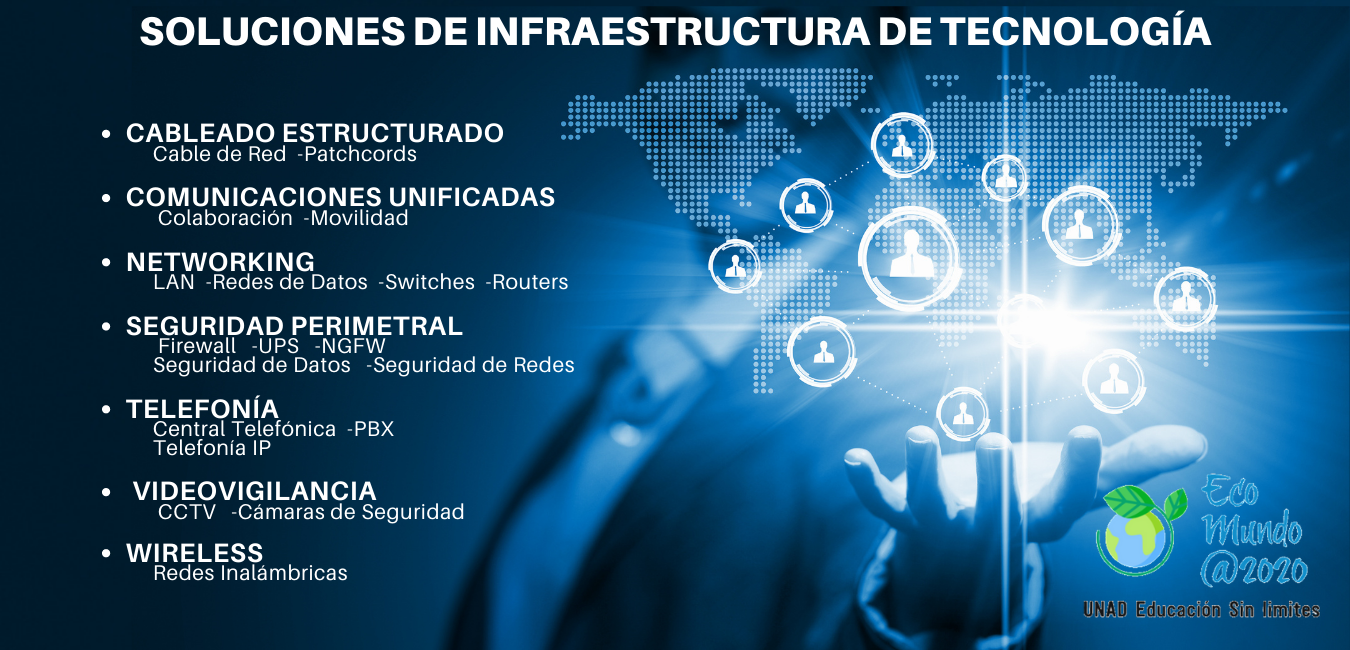 SOLUCIONES DE INFRAESTRUCTURA DE TECNOLOGÍA
• CABLEADO ESTRUCTURADO
Cable de Red -Patchcords
• COMUNICACIONES UNIFICADAS
Colaboración -Movilidad
• NETWORKING
LAN -Redes de Datos -Switches -Routers
• SEGURIDAD PERIMETRAL
Firewall -UPS -NGFW
Seguridad de Datos -Seguridad de Redes
• TELEFONÍA
Central Telefónica -PBX
Telefonía IP
• VIDEOVIGILANCIA
CCTV -Cámaras de Seguridad
• WIRELESS
Redes Inalámbricas
Eco
Mundo
@2020
UNAD Educación Sin limites